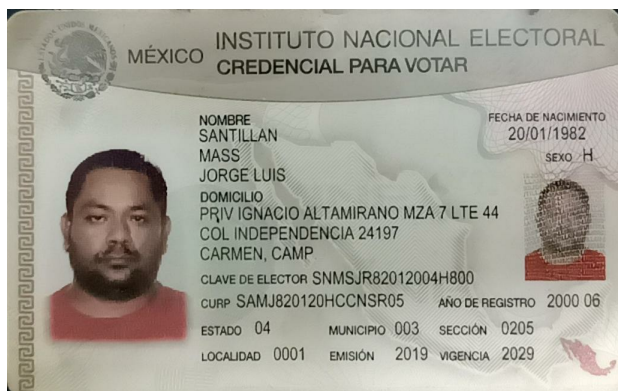 MÉXICO INSTITUTO NACIONAL ELECTORAL
CREDENCIAL PARA VOTAR
NOMBRE
SANTILLAN
MASS
JORGE LUIS
FECHA DE NACIMIENTO
20/01/1982
SEXO H
DOMICILIO
PRIV IGNACIO ALTAMIRANO MZA 7 LTE 44
COL INDEPENDENCIA 24197
CARMEN, CAMP
CLAVE DE ELECTOR SNMSJR82012004H800
CURP SAMJ820120HCCNSR05 AÑO DE REGISTRO 2000 06
ESTADO 04 MUNICIPIO 003 SECCIÓN 0205
LOCALIDAD 0001 EMISIÓN 2019 VIGENCIA 2029